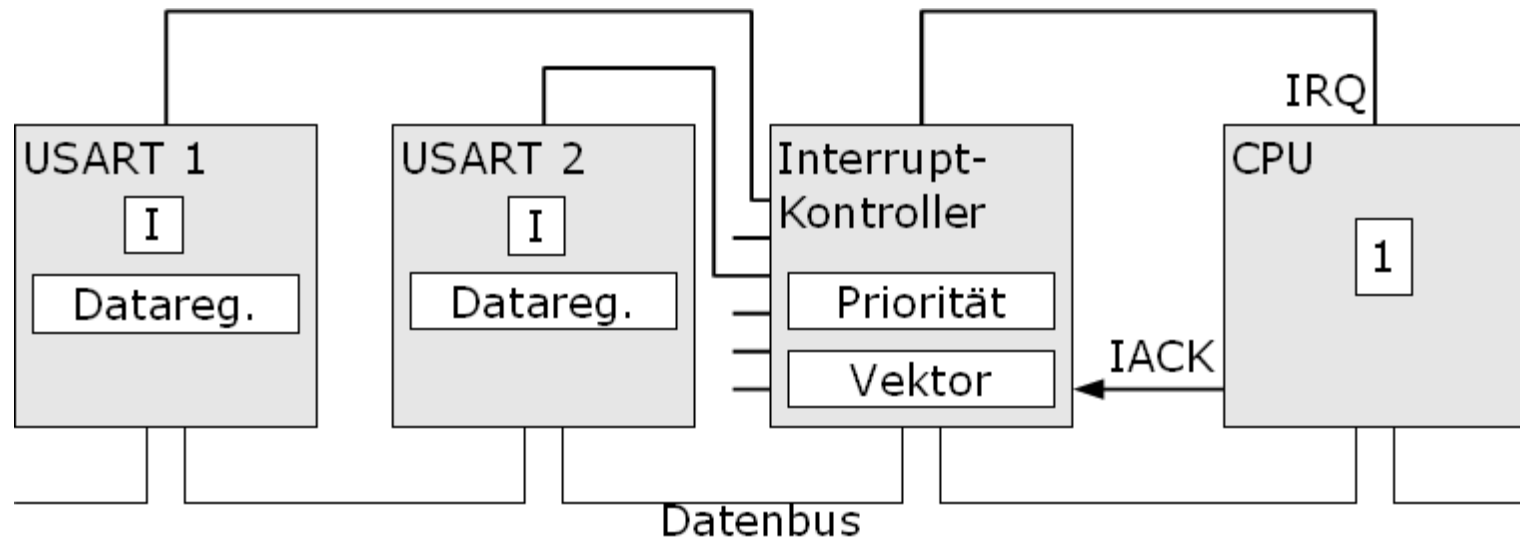 IRQ
USART 1
I
Datareg.
USART 2
I
Datareg.
Interrupt-
Kontroller
Priorität
Vektor
CPU
1
IACK
Datenbus